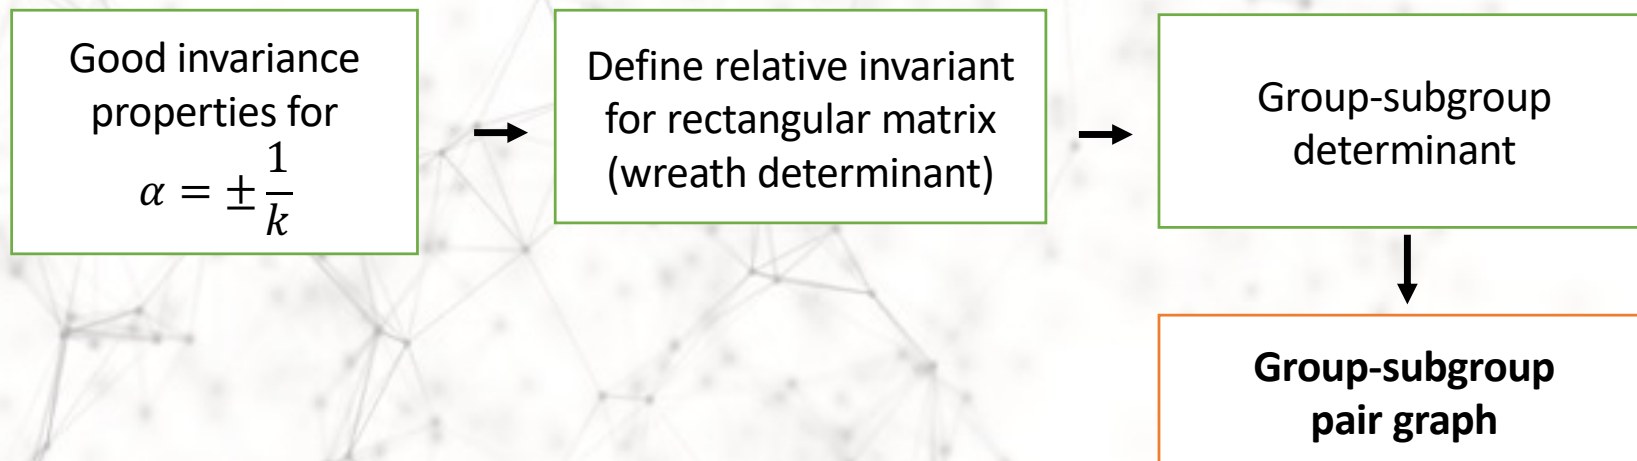 Good invariance
properties for
α = ± 1/k
Define relative invariant
for rectangular matrix
(wreath determinant)
Group-subgroup
determinant
Group-subgroup
pair graph